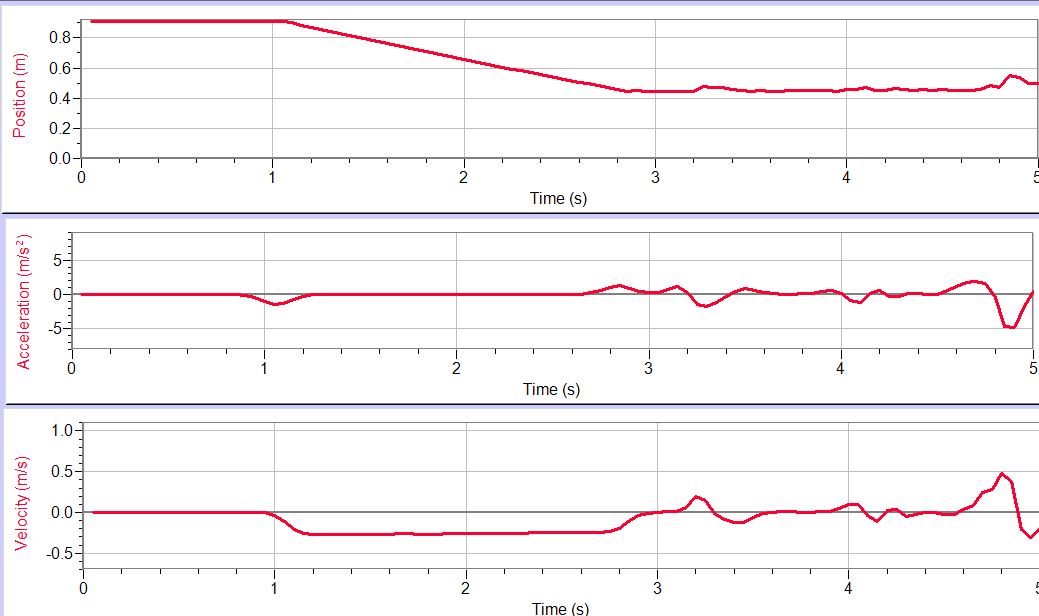 Position (m)
0.8
0.6
0.4
0.2
0.0
0 1 2 3 4 5
Time (s)
Acceleration (m/s²)
5
0
-5
0 1 2 3 4 5
Time (s)
Velocity (m/s)
1.0
0.5
0.0
-0.5
0 1 2 3 4 5
Time (s)